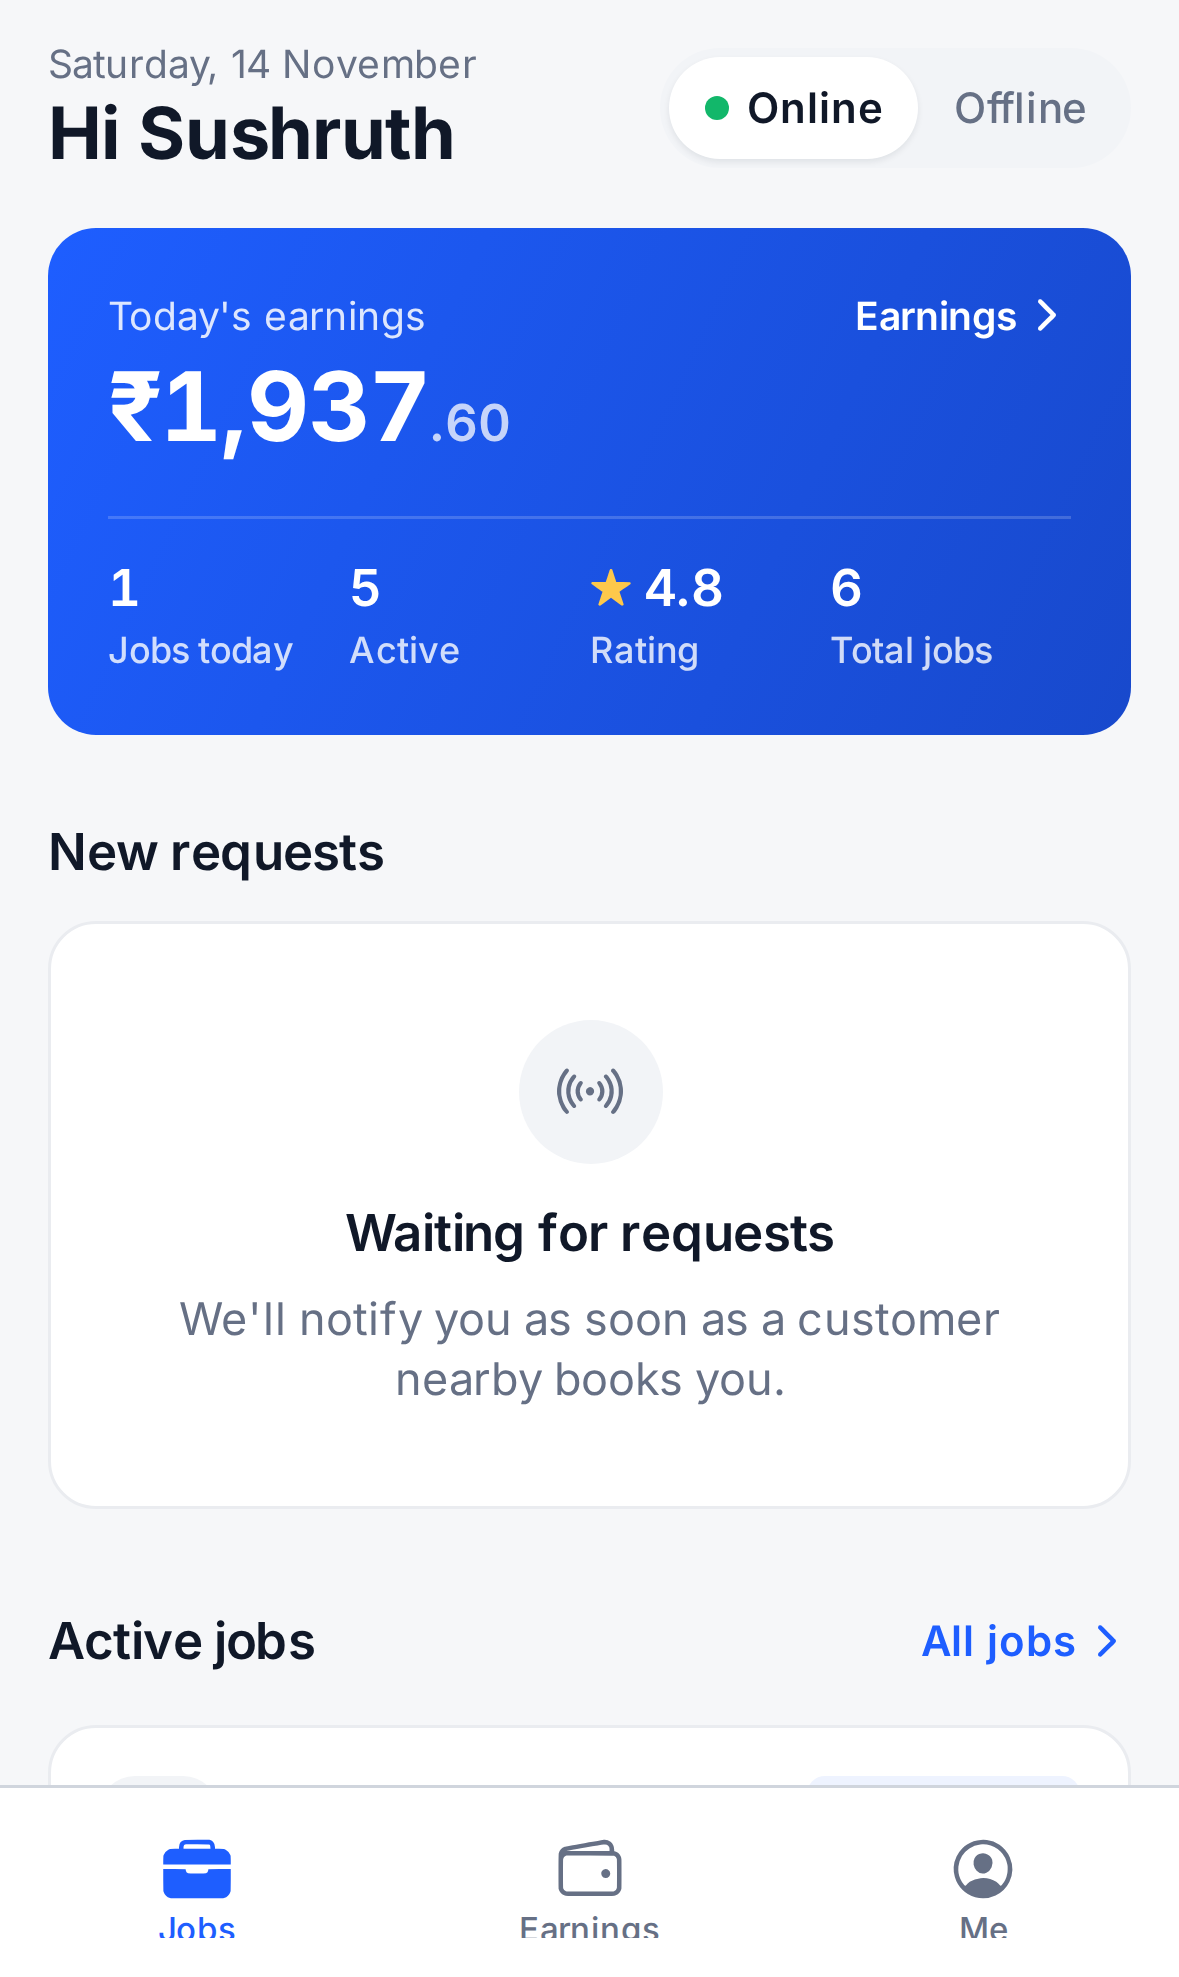 Saturday, 14 November
Hi Sushruth
Online
Offline
Today's earnings
Earnings
₹1,937.60
1
5
4.8
6
Jobs today
Active
Rating
Total jobs
New requests
Waiting for requests
We'll notify you as soon as a customer
nearby books you.
Active jobs
All jobs
Jobs
Earnings
Me